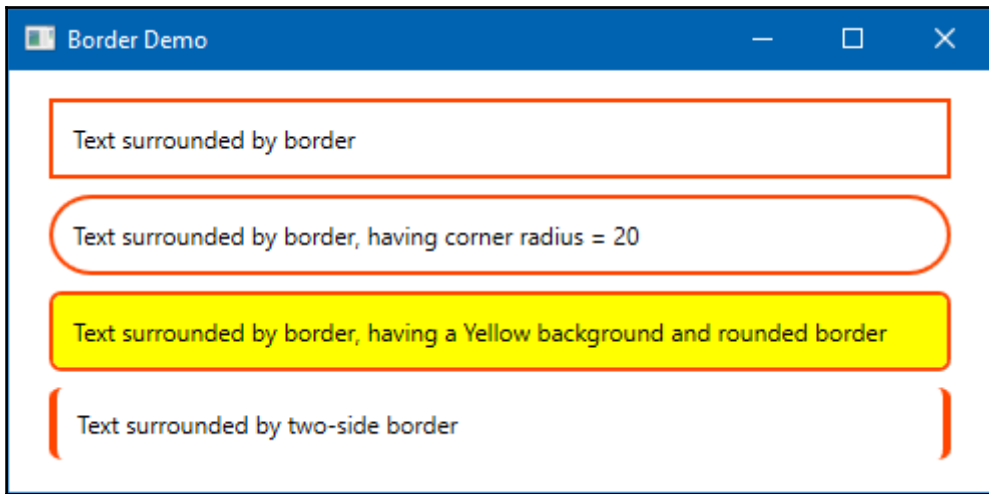 Border Demo
Text surrounded by border
Text surrounded by border, having corner radius = 20
Text surrounded by border, having a Yellow background and rounded border
Text surrounded by two-side border